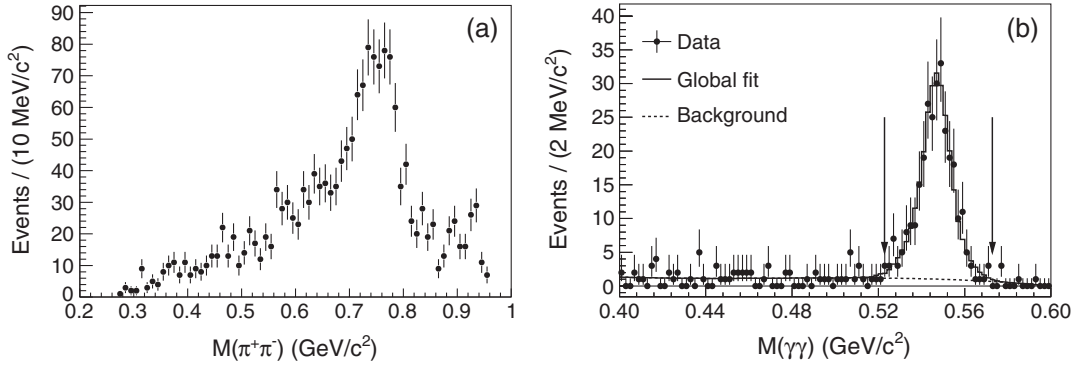 (a)
Events / (10 MeV/c²)
90
80
70
60
50
40
30
20
10
0
0.2 0.3 0.4 0.5 0.6 0.7 0.8 0.9 1
M(π⁺π⁻) (GeV/c²)
(b)
Data
Global fit
Background
Events / (2 MeV/c²)
40
35
30
25
20
15
10
5
0
0.40 0.44 0.48 0.52 0.56 0.60
M(γγ) (GeV/c²)